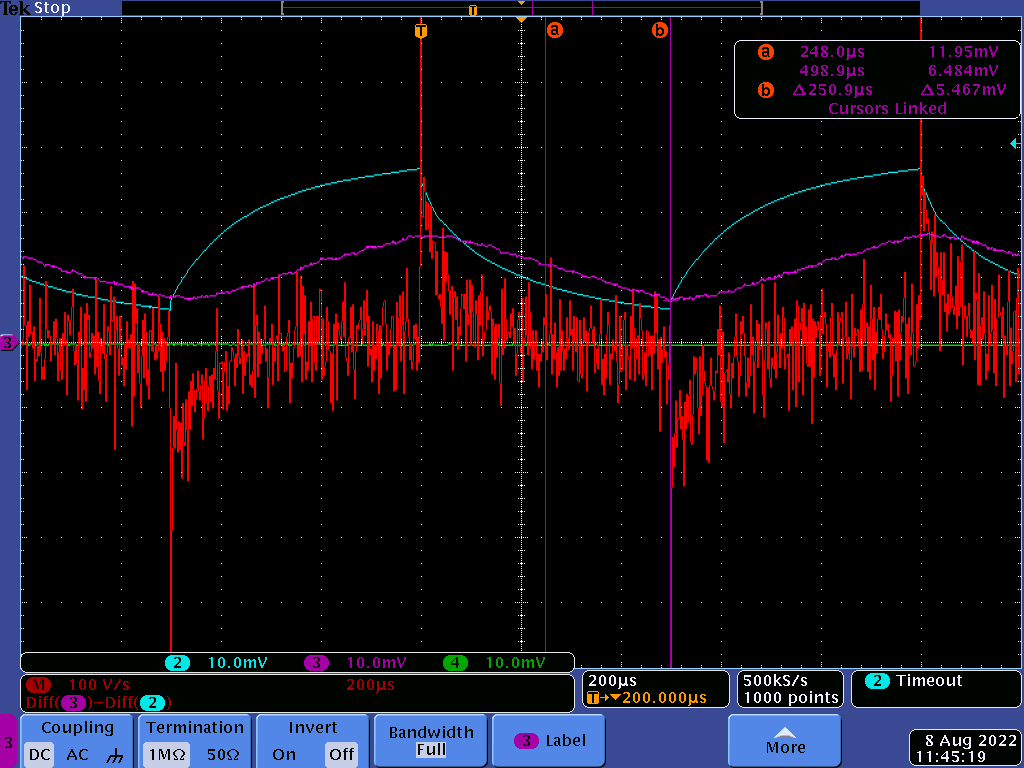 Tek Stop
T
T
a
b
a 248.0µs 11.95mV
498.9µs 6.484mV
b Δ250.9µs Δ5.467mV
Cursors Linked
3
2 10.0mV 3 10.0mV 4 10.0mV
M 100 V/s 200µs
Diff(3)−Diff(2)
200µs
T→▼200.000µs
500kS/s
1000 points
2 Timeout
3
Coupling
DC AC
Termination
1MΩ 50Ω
Invert
On Off
Bandwidth
Full
3 Label
More
8 Aug 2022
11:45:19